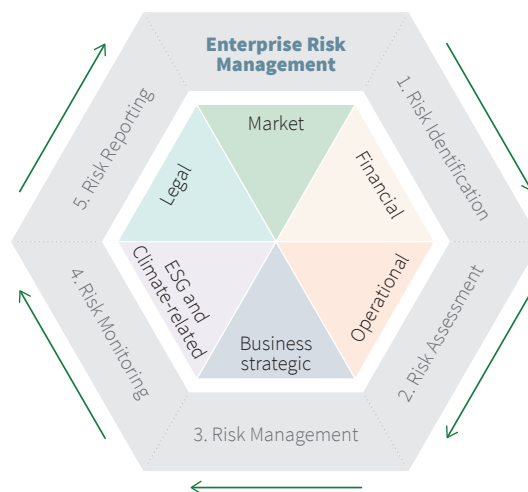 Enterprise Risk
Management
1. Risk Identification
2. Risk Assessment
3. Risk Management
4. Risk Monitoring
5. Risk Reporting
Market
Financial
Operational
Business
strategic
ESG and
Climate-related
Legal